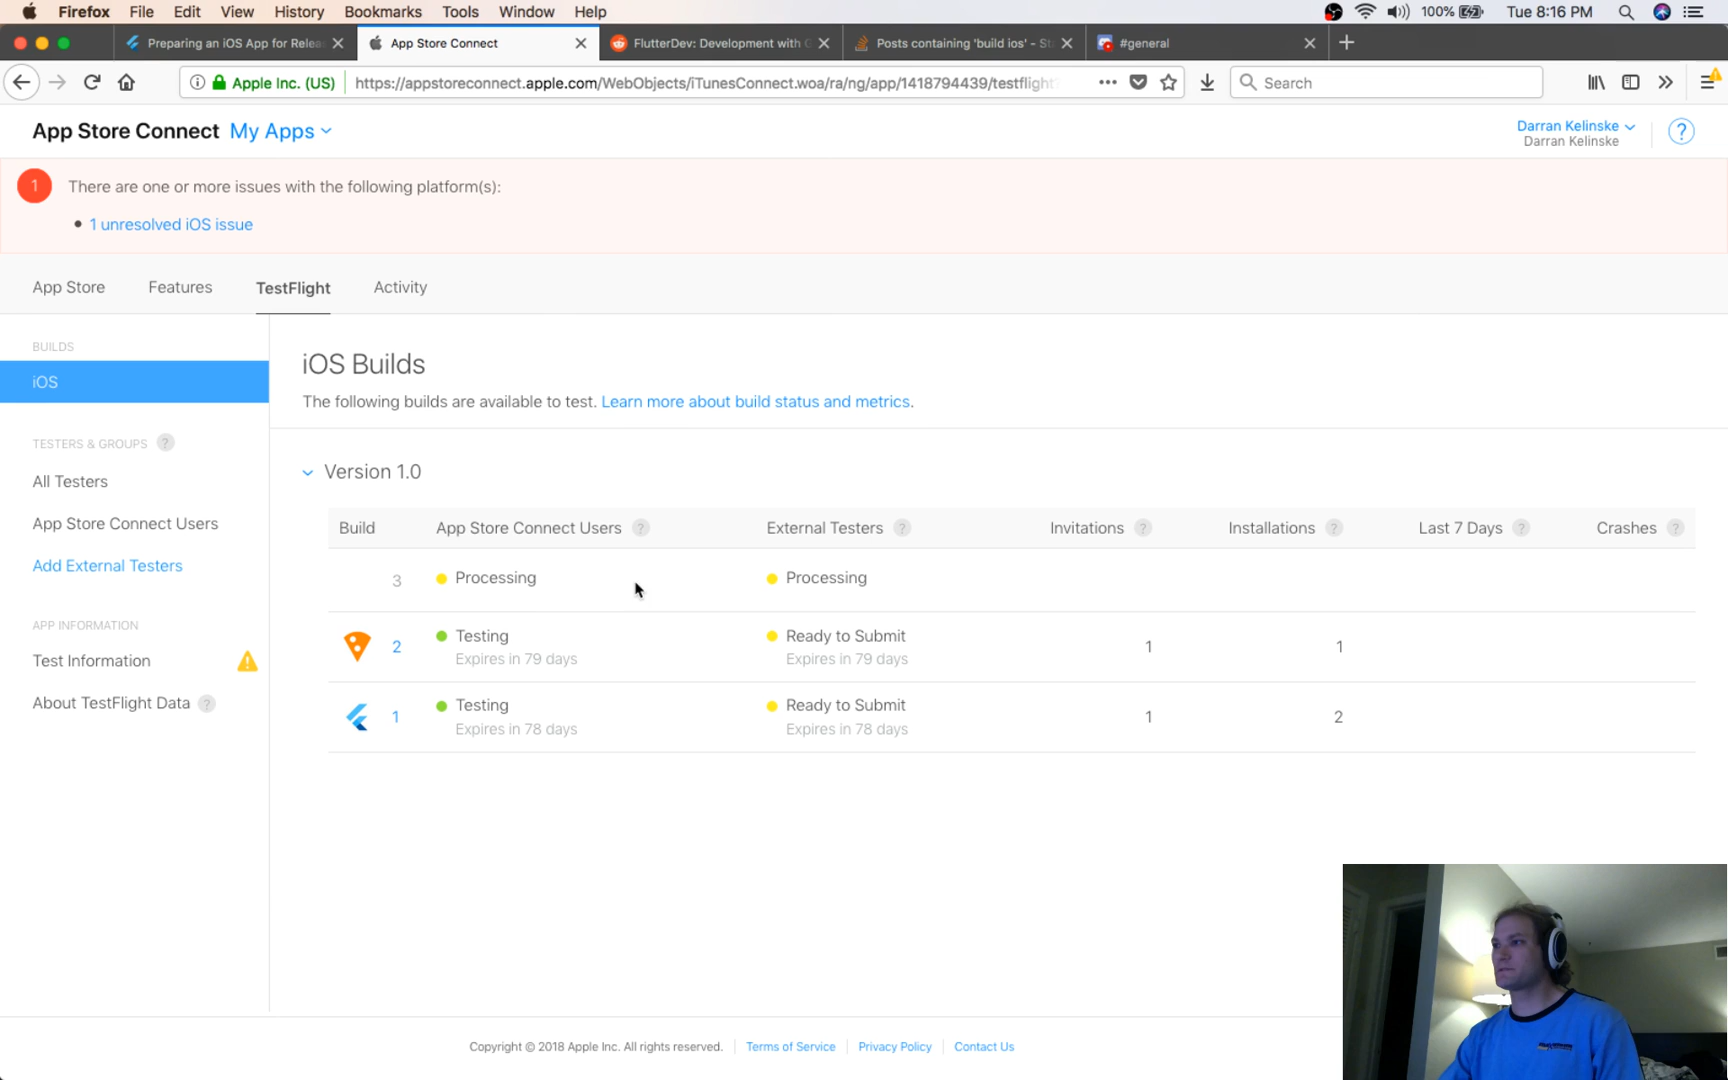 Firefox File Edit View History Bookmarks Tools Window Help 100% Tue 8:16 PM
Preparing an iOS App for Relea
App Store Connect
FlutterDev: Development with G
Posts containing 'build ios' - St
#general
Apple Inc. (US) https://appstoreconnect.apple.com/WebObjects/iTunesConnect.woa/ra/ng/app/1418794439/testflight?
Search
App Store Connect My Apps
Darran Kelinske
Darran Kelinske
?
1 There are one or more issues with the following platform(s):
• 1 unresolved iOS issue
App Store Features TestFlight Activity
BUILDS
iOS
TESTERS & GROUPS ?
All Testers
App Store Connect Users
Add External Testers
APP INFORMATION
Test Information
About TestFlight Data ?
iOS Builds
The following builds are available to test. Learn more about build status and metrics.
Version 1.0
Build App Store Connect Users ? External Testers ? Invitations ? Installations ? Last 7 Days ? Crashes ?
3 Processing Processing
2 Testing Ready to Submit 1 1
Expires in 79 days Expires in 79 days
1 Testing Ready to Submit 1 2
Expires in 78 days Expires in 78 days
Copyright © 2018 Apple Inc. All rights reserved. Terms of Service Privacy Policy Contact Us